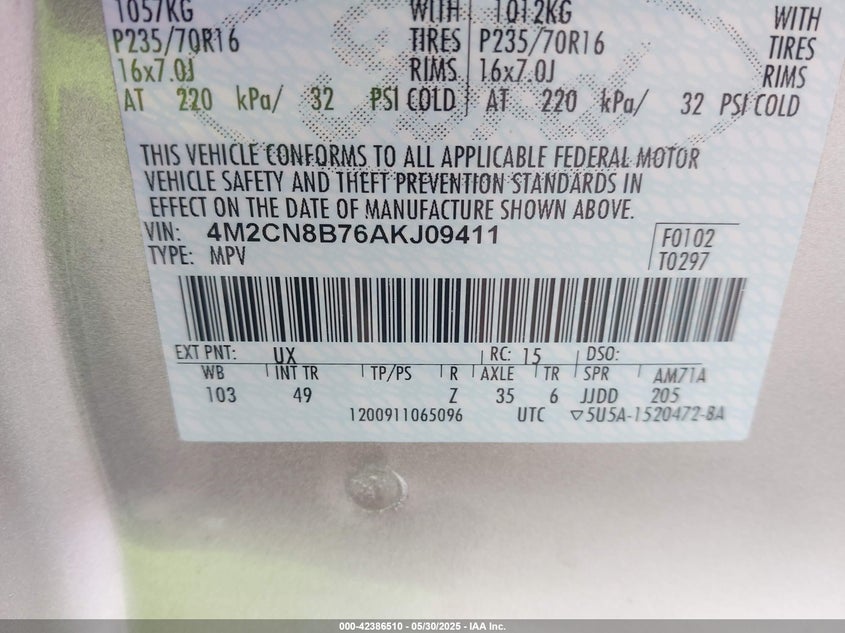 1057KG WITH 1012KG WITH
P235/70R16 TIRES P235/70R16 TIRES
16x7.0J RIMS 16x7.0J RIMS
AT 220 kPa/ 32 PSI COLD AT 220 kPa/ 32 PSI COLD
THIS VEHICLE CONFORMS TO ALL APPLICABLE FEDERAL MOTOR
VEHICLE SAFETY AND THEFT PREVENTION STANDARDS IN
EFFECT ON THE DATE OF MANUFACTURE SHOWN ABOVE.
VIN: 4M2CN8B76AKJ09411 F0102
TYPE: MPV T0297
EXT PNT: UX RC: 15 DSO:
WB INT TR TP/PS R AXLE TR SPR AM71A
103 49 Z 35 6 JJDD 205
1200911065096 UTC ▽5U5A-1520472-BA
000-42386510 - 05/30/2025 - IAA Inc.